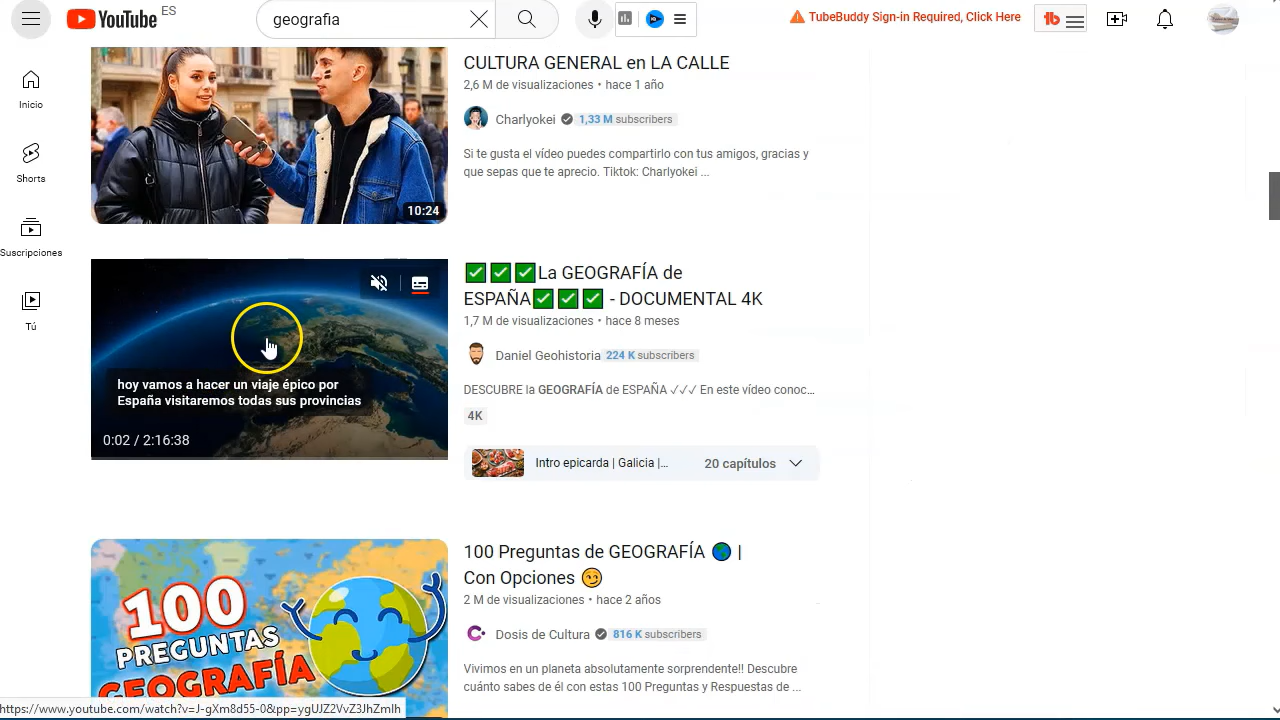 YouTube ES
geografia
TubeBuddy Sign-in Required, Click Here
tb
Inicio
Shorts
Suscripciones
Tú
10:24
CULTURA GENERAL en LA CALLE
2,6 M de visualizaciones • hace 1 año
Charlyokei 1,33 M subscribers
Si te gusta el vídeo puedes compartirlo con tus amigos, gracias y
que sepas que te aprecio. Tiktok: Charlyokei ...
hoy vamos a hacer un viaje épico por
España visitaremos todas sus provincias
0:02 / 2:16:38
✅✅✅La GEOGRAFÍA de
ESPAÑA✅✅✅ - DOCUMENTAL 4K
1,7 M de visualizaciones • hace 8 meses
Daniel Geohistoria 224 K subscribers
DESCUBRE la GEOGRAFÍA de ESPAÑA ✓✓✓ En este vídeo conoc...
4K
Intro epicarda | Galicia |... 20 capítulos
100
PREGUNTAS
GEOGRAFÍA
100 Preguntas de GEOGRAFÍA 🌎 |
Con Opciones 😏
2 M de visualizaciones • hace 2 años
Dosis de Cultura 816 K subscribers
Vivimos en un planeta absolutamente sorprendente!! Descubre
cuánto sabes de él con estas 100 Preguntas y Respuestas de ...
https://www.youtube.com/watch?v=J-gXm8d55-0&pp=ygUJZ2VvZ3JhZmlh